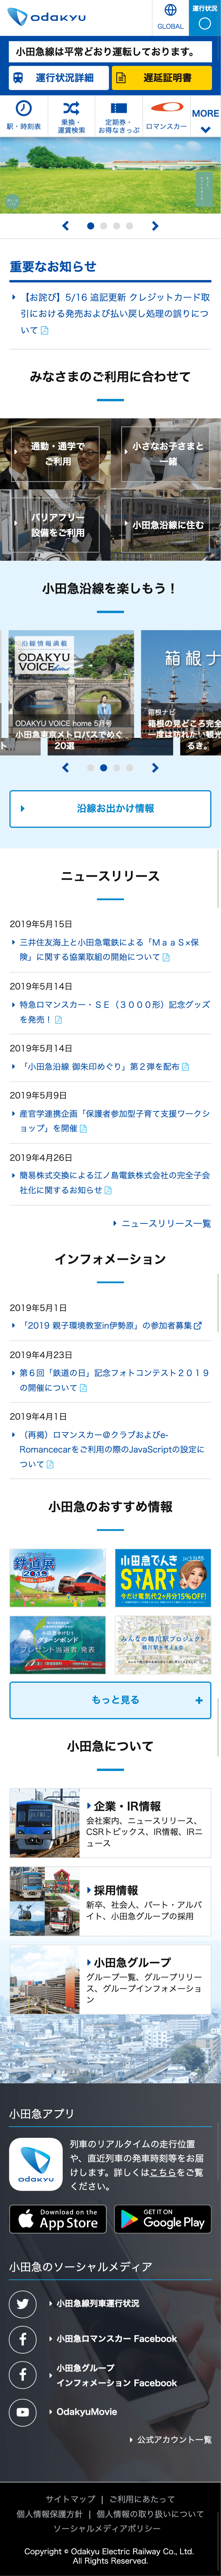 odakyu
GLOBAL
運行状況
小田急線は平常どおり運転しております。
運行状況詳細
遅延証明書
駅・時刻表
乗換・
運賃検索
定期券・
お得なきっぷ
ロマンスカー
MORE
重要なお知らせ
【お詫び】5/16 追記更新 クレジットカード取
引における発売および払い戻し処理の誤りにつ
いて
みなさまのご利用に合わせて
通勤・通学で
ご利用
小さなお子さまと
一緒
バリアフリー
設備をご利用
小田急沿線に住む
小田急沿線を楽しもう！
沿線情報満載
ODAKYU
VOICE home
ODAKYU VOICE home 5月号
小田急東京メトロパスでめぐ
20選
ト
箱根ナ
箱根ナビ
箱根の見どころ完全
一度は訪れたい観光
るき。
沿線お出かけ情報
ニュースリリース
2019年5月15日
三井住友海上と小田急電鉄による「ＭａａＳ×保
険」に関する協業取組の開始について
2019年5月14日
特急ロマンスカー・ＳＥ（３０００形）記念グッズ
を発売！
2019年5月14日
「小田急沿線 御朱印めぐり」第２弾を配布
2019年5月9日
産官学連携企画「保護者参加型子育て支援ワークシ
ョップ」を開催
2019年4月26日
簡易株式交換による江ノ島電鉄株式会社の完全子会
社化に関するお知らせ
ニュースリリース一覧
インフォメーション
2019年5月1日
「2019 親子環境教室in伊勢原」の参加者募集
2019年4月23日
第６回「鉄道の日」記念フォトコンテスト２０１９
の開催について
2019年4月1日
（再掲）ロマンスカー@クラブおよびe-
Romancecarをご利用の際のJavaScriptの設定に
ついて
小田急のおすすめ情報
鉄道展
2019
小田急でんき
START
今だけ電気代2ヶ月分15%OFF!
グリーンボンド
プレゼント当選者 発表
みんなの鶴川駅プロジェクト
もっと見る
小田急について
企業・IR情報
会社案内、ニュースリリース、
CSRトピックス、IR情報、IRニ
ュース
採用情報
新卒、社会人、パート・アルバ
イト、小田急グループの採用
小田急グループ
グループ一覧、グループリリー
ス、グループインフォメーショ
ン
小田急アプリ
odakyu
列車のリアルタイムの走行位置
や、直近列車の発車時刻等をお届
けします。詳しくはこちらをご覧
ください。
Download on the
App Store
GET IT ON
Google Play
小田急のソーシャルメディア
小田急線列車運行状況
小田急ロマンスカー Facebook
小田急グループ
インフォメーション Facebook
OdakyuMovie
公式アカウント一覧
サイトマップ | ご利用にあたって
個人情報保護方針 | 個人情報の取り扱いについて
ソーシャルメディアポリシー
Copyright © Odakyu Electric Railway Co., Ltd.
All Rights Reserved.